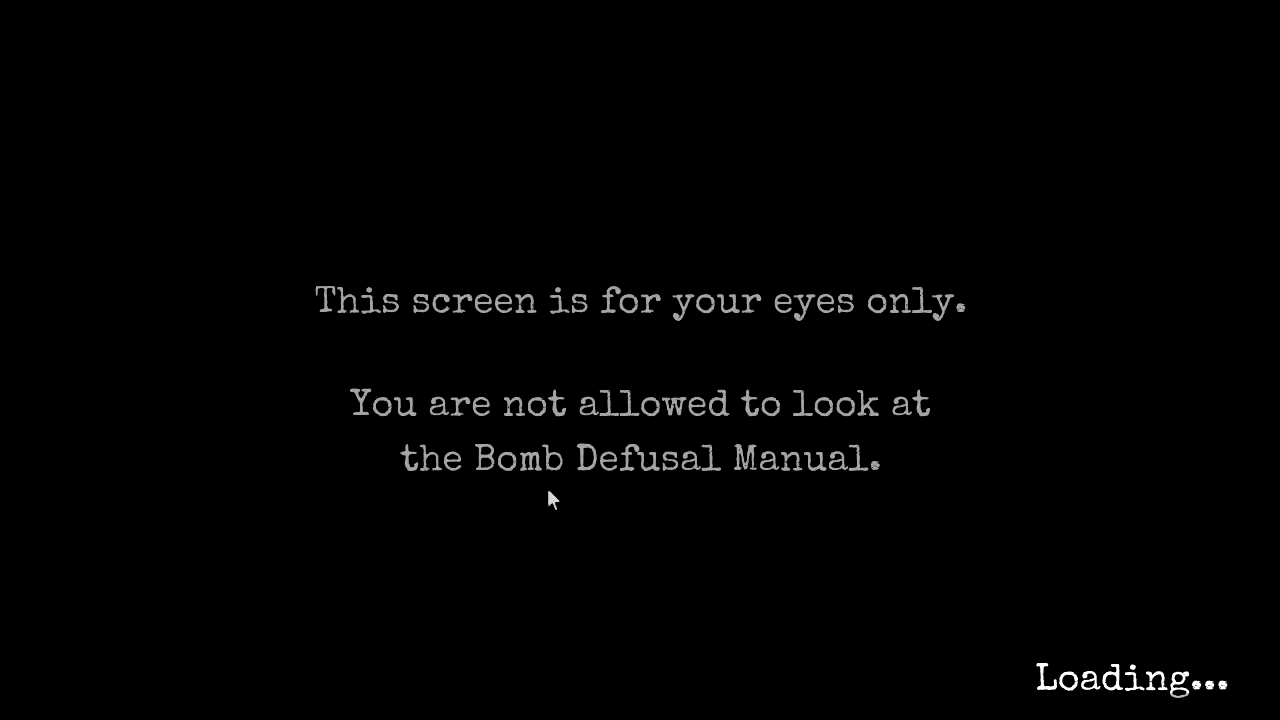 This screen is for your eyes only.
You are not allowed to look at
the Bomb Defusal Manual.
Loading...